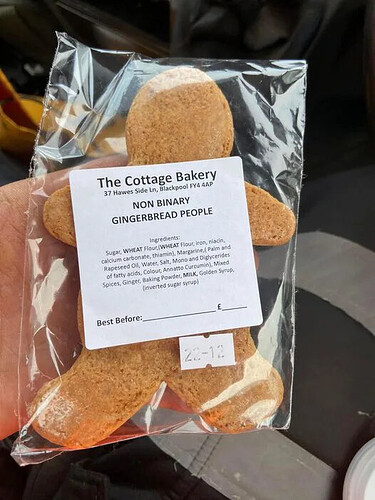 The Cottage Bakery
37 Hawes Side Ln, Blackpool FY4 4AP
NON BINARY
GINGERBREAD PEOPLE
Ingredients:
Sugar, WHEAT Flour,(WHEAT Flour, Iron, niacin,
calcium carbonate, thiamin), Margarine,( Palm and
Rapeseed Oil, Water, Salt, Mono and Diglycerides
of fatty acids, Colour, Annatto Curcumin), Mixed
Spices, Ginger, Baking Powder, MILK, Golden Syrup,
(inverted sugar syrup)
Best Before:________________ £_____
22-12